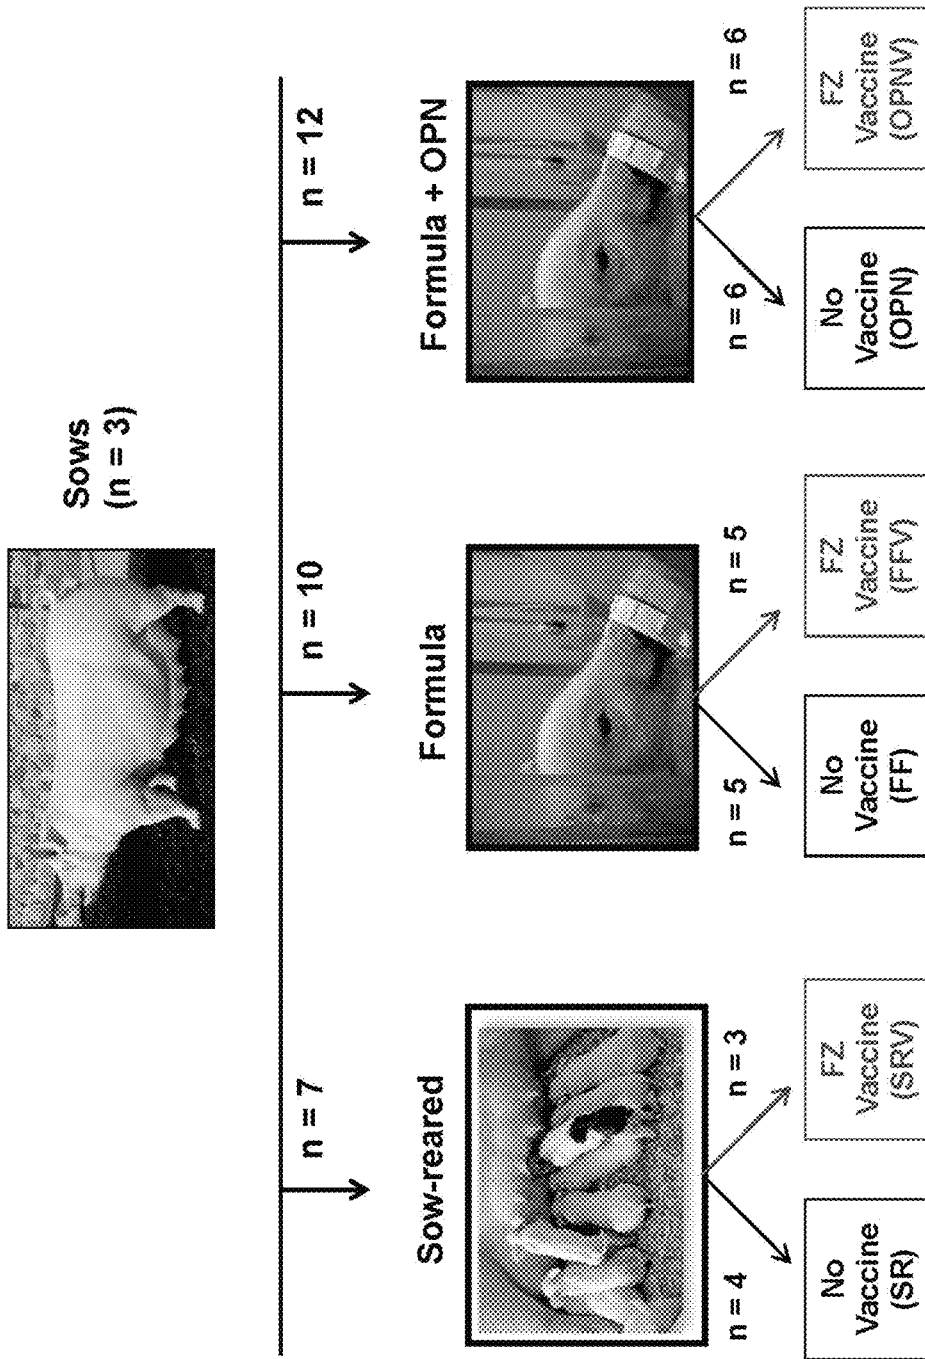 Sows
(n = 3)
n = 7
n = 10
n = 12
Sow-reared
Formula
Formula + OPN
n = 4
n = 3
n = 5
n = 5
n = 6
n = 6
No
Vaccine
(SR)
FZ
Vaccine
(SRV)
No
Vaccine
(FF)
FZ
Vaccine
(FFV)
No
Vaccine
(OPN)
FZ
Vaccine
(OPNV)